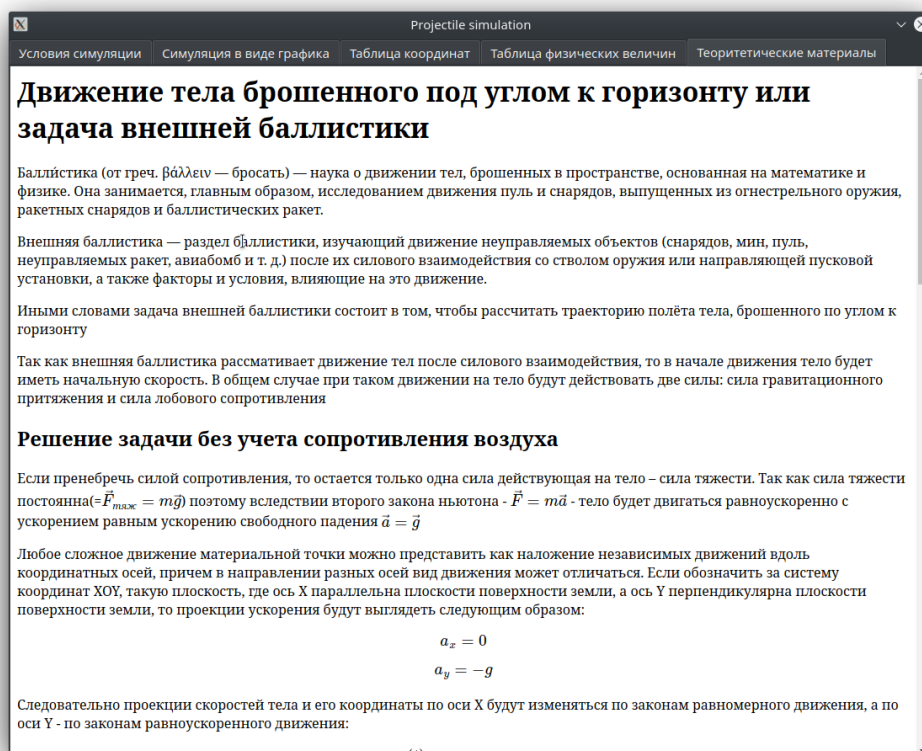 Projectile simulation
Условия симуляции Симуляция в виде графика Таблица координат Таблица физических величин Теоритетические материалы
Движение тела брошенного под углом к горизонту или
задача внешней баллистики
Балли́стика (от греч. βάλλειν — бросать) — наука о движении тел, брошенных в пространстве, основанная на математике и
физике. Она занимается, главным образом, исследованием движения пуль и снарядов, выпущенных из огнестрельного оружия,
ракетных снарядов и баллистических ракет.
Внешняя баллистика — раздел баллистики, изучающий движение неуправляемых объектов (снарядов, мин, пуль,
неуправляемых ракет, авиабомб и т. д.) после их силового взаимодействия со стволом оружия или направляющей пусковой
установки, а также факторы и условия, влияющие на это движение.
Иными словами задача внешней баллистики состоит в том, чтобы рассчитать траекторию полёта тела, брошенного по углом к
горизонту
Так как внешняя баллистика рассмативает движение тел после силового взаимодействия, то в начале движения тело будет
иметь начальную скорость. В общем случае при таком движении на тело будут действовать две силы: сила гравитационного
притяжения и сила лобового сопротивления
Решение задачи без учета сопротивления воздуха
Если пренебречь силой сопротивления, то остается только одна сила действующая на тело – сила тяжести. Так как сила тяжести
постоянна(=F⃗тяж = mg⃗) поэтому вследствии второго закона ньютона - F⃗ = ma⃗ - тело будет двигаться равноускоренно с
ускорением равным ускорению свободного падения a⃗ = g⃗
Любое сложное движение материальной точки можно представить как наложение независимых движений вдоль
координатных осей, причем в направлении разных осей вид движения может отличаться. Если обозначить за систему
координат XOY, такую плоскость, где ось X параллельна плоскости поверхности земли, а ось Y перпендикулярна плоскости
поверхности земли, то проекции ускорения будут выглядеть следующим образом:
aₓ = 0
a_y = −g
Следовательно проекции скоростей тела и его координаты по оси X будут изменяться по законам равномерного движения, а по
оси Y - по законам равноускоренного движения: